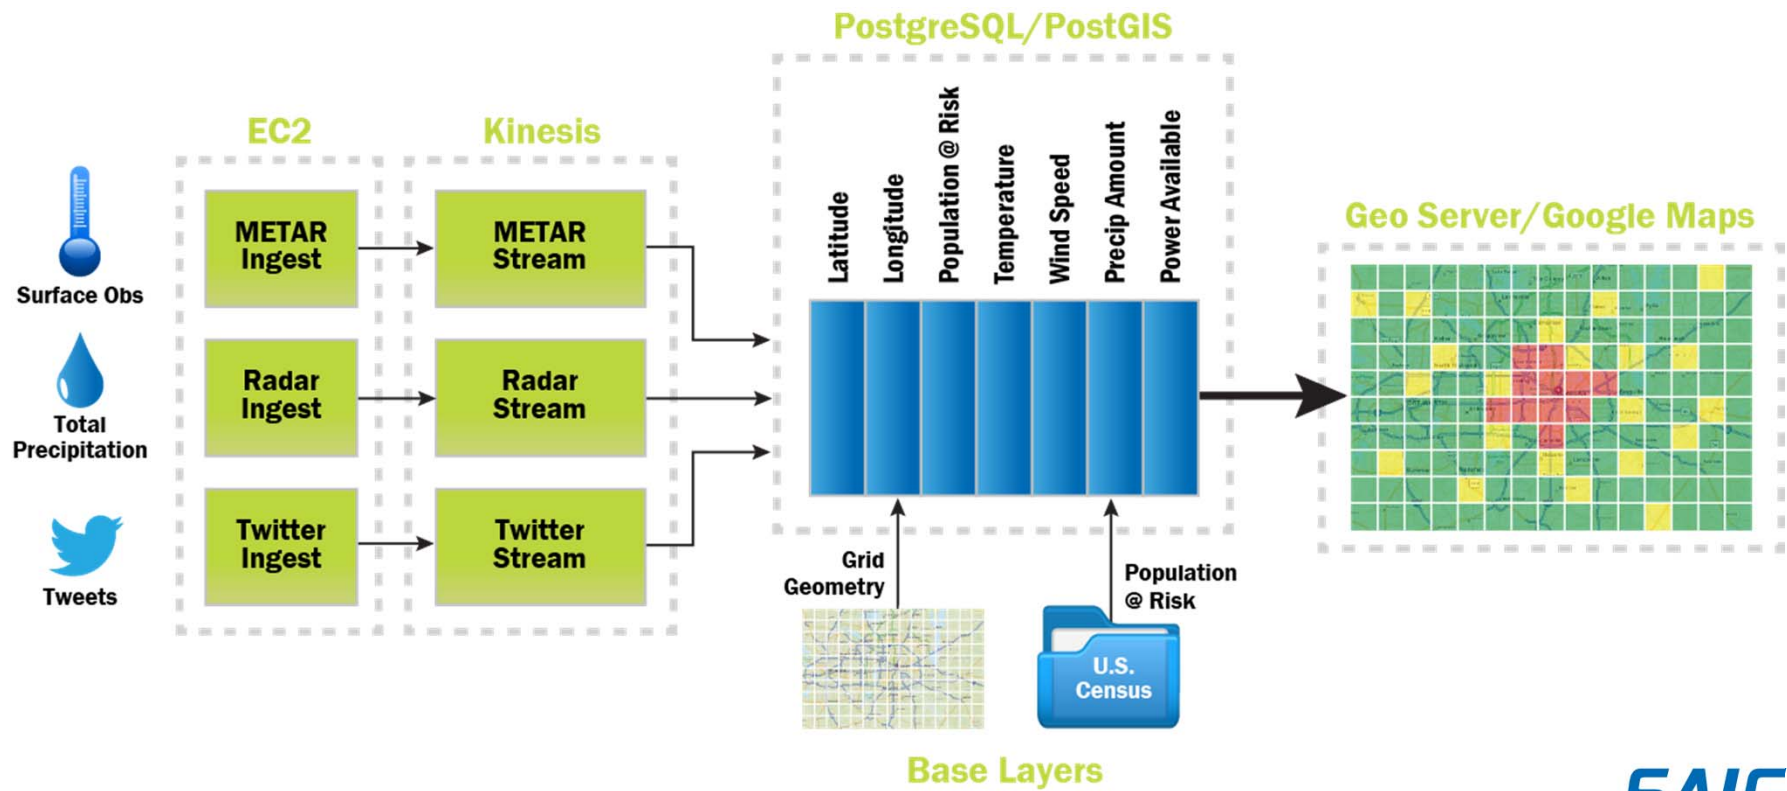 PostgreSQL/PostGIS
EC2
Kinesis
Surface Obs
Total
Precipitation
Tweets
METAR
Ingest
Radar
Ingest
Twitter
Ingest
METAR
Stream
Radar
Stream
Twitter
Stream
Latitude
Longitude
Population @ Risk
Temperature
Wind Speed
Precip Amount
Power Available
Geo Server/Google Maps
Grid
Geometry
Population
@ Risk
U.S.
Census
Base Layers